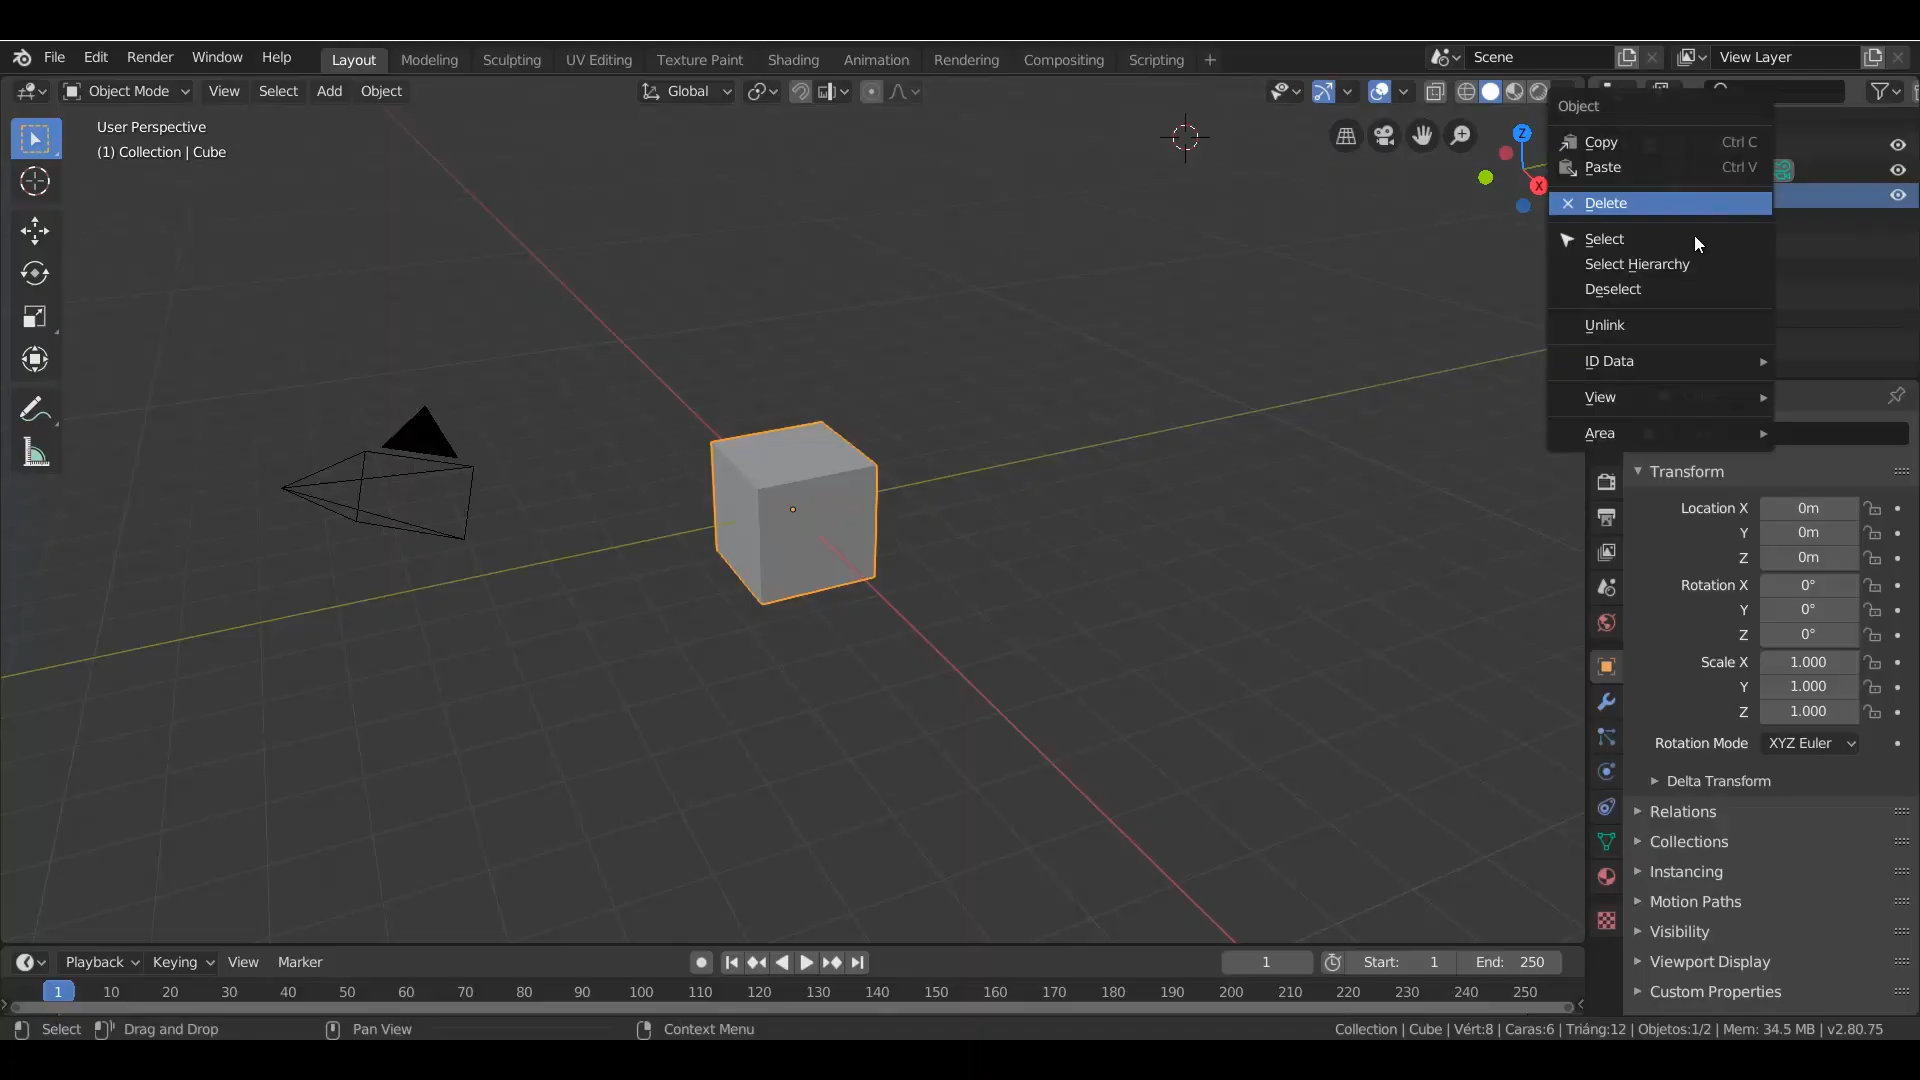 File Edit Render Window Help Layout Modeling Sculpting UV Editing Texture Paint Shading Animation Rendering Compositing Scripting + Scene View Layer
Object Mode View Select Add Object Global
User Perspective
(1) Collection | Cube
Z
X
Object
Copy Ctrl C
Paste Ctrl V
Delete
Select
Select Hierarchy
Deselect
Unlink
ID Data
View
Area
Transform
Location X 0m
Y 0m
Z 0m
Rotation X 0°
Y 0°
Z 0°
Scale X 1.000
Y 1.000
Z 1.000
Rotation Mode XYZ Euler
Delta Transform
Relations
Collections
Instancing
Motion Paths
Visibility
Viewport Display
Custom Properties
Playback Keying View Marker 1 Start: 1 End: 250
1 10 20 30 40 50 60 70 80 90 100 110 120 130 140 150 160 170 180 190 200 210 220 230 240 250
Select Drag and Drop Pan View Context Menu Collection | Cube | Vért:8 | Caras:6 | Triáng:12 | Objetos:1/2 | Mem: 34.5 MB | v2.80.75